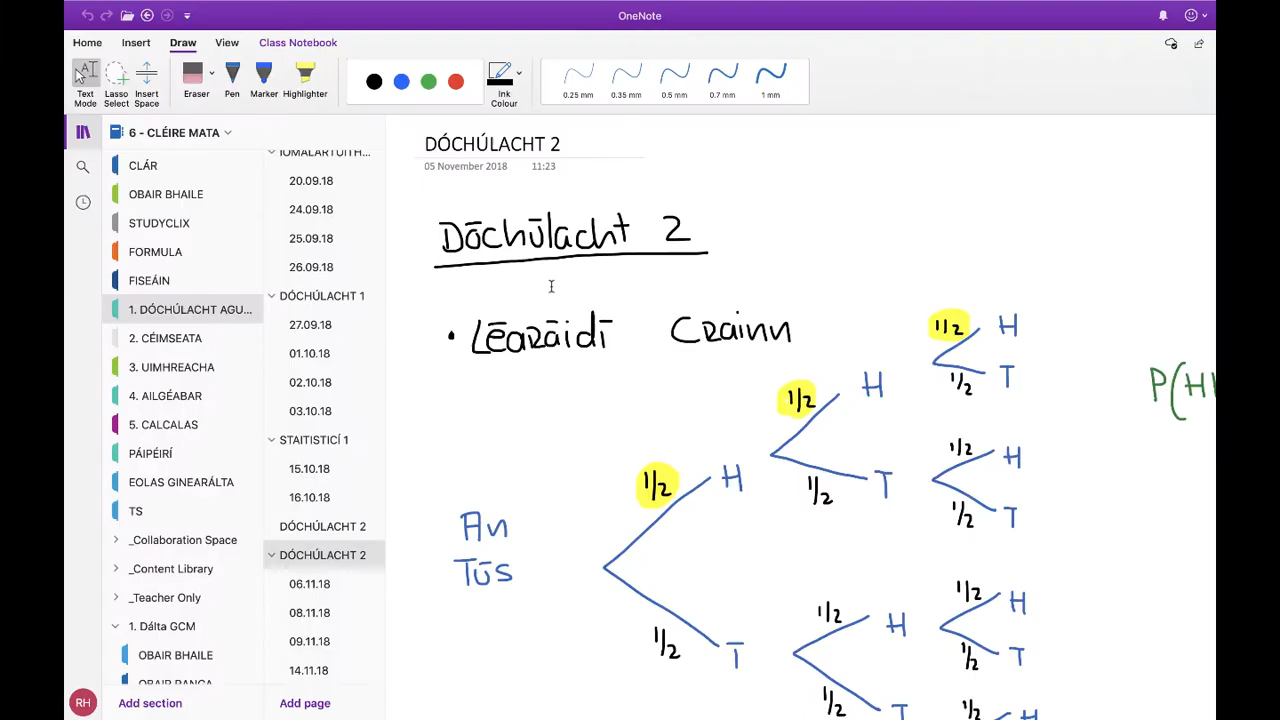 OneNote
Home Insert Draw View Class Notebook
Text Mode
Lasso Select
Insert Space
Eraser
Pen
Marker
Highlighter
Ink Colour
0.25 mm 0.35 mm 0.5 mm 0.7 mm 1 mm
6 - CLÉIRE MATA
CLÁR
OBAIR BHAILE
STUDYCLIX
FORMULA
FISEÁIN
1. DÓCHÚLACHT AGU...
2. CÉIMSEATA
3. UIMHREACHA
4. AILGÉABAR
5. CALCALAS
PÁIPÉIRÍ
EOLAS GINEARÁLTA
TS
_Collaboration Space
_Content Library
_Teacher Only
1. Dálta GCM
OBAIR BHAILE
OBAIR RANGA
Add section
RH
IOMALARTUITH...
20.09.18
24.09.18
25.09.18
26.09.18
DÓCHÚLACHT 1
27.09.18
01.10.18
02.10.18
03.10.18
STAITISTICÍ 1
15.10.18
16.10.18
DÓCHÚLACHT 2
DÓCHÚLACHT 2
06.11.18
08.11.18
09.11.18
14.11.18
Add page
DÓCHÚLACHT 2
05 November 2018 11:23
Dōchūlacht 2
• Lēarāidī Crainn
1/2 H
1/2 T
1/2 H
P(H
1/2 H
1/2 T
1/2 H
1/2 T
An
Tūs
1/2 T
1/2 H
1/2 H
1/2 T
1/2 T
1/2 H